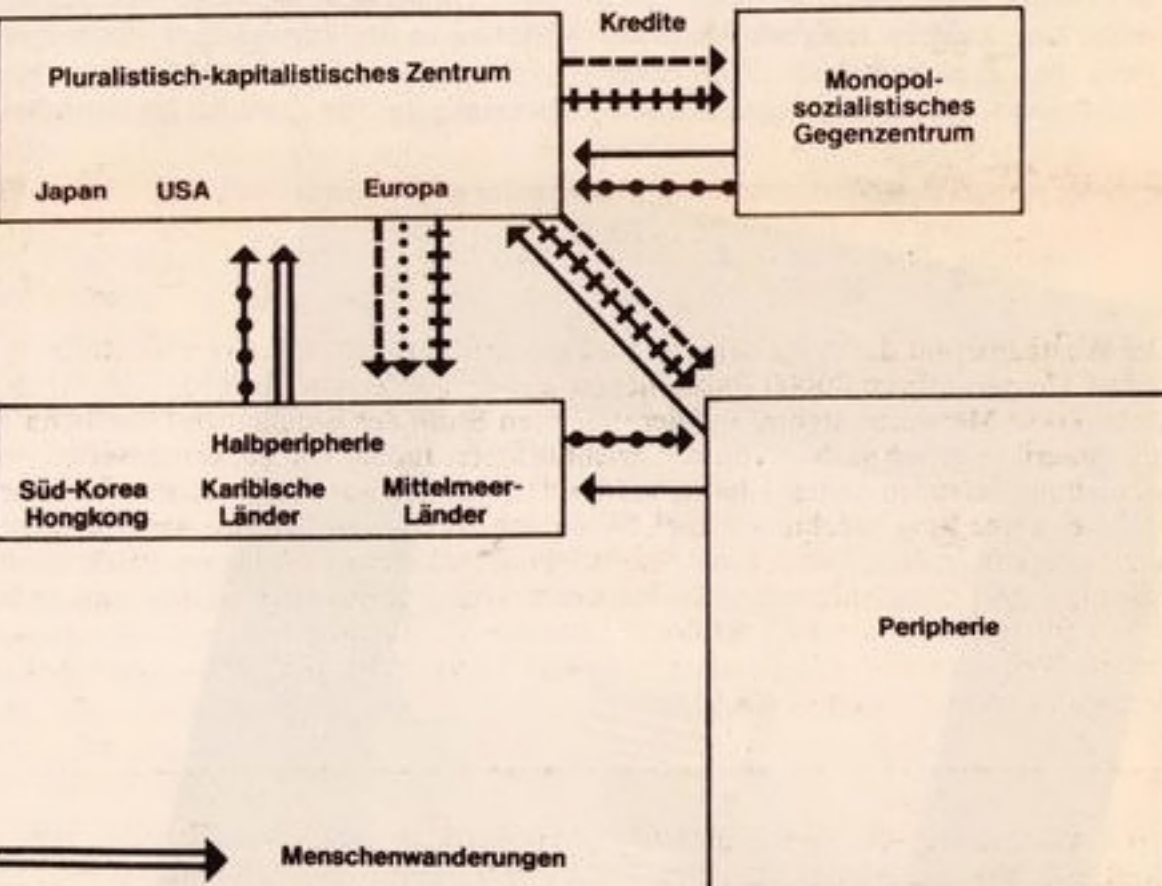 Kredite
Pluralistisch-kapitalistisches Zentrum
Monopol-
sozialistisches
Gegenzentrum
Japan USA Europa
Halbperipherie
Süd-Korea Karibische Mittelmeer-
Hongkong Länder Länder
Peripherie
Menschenwanderungen